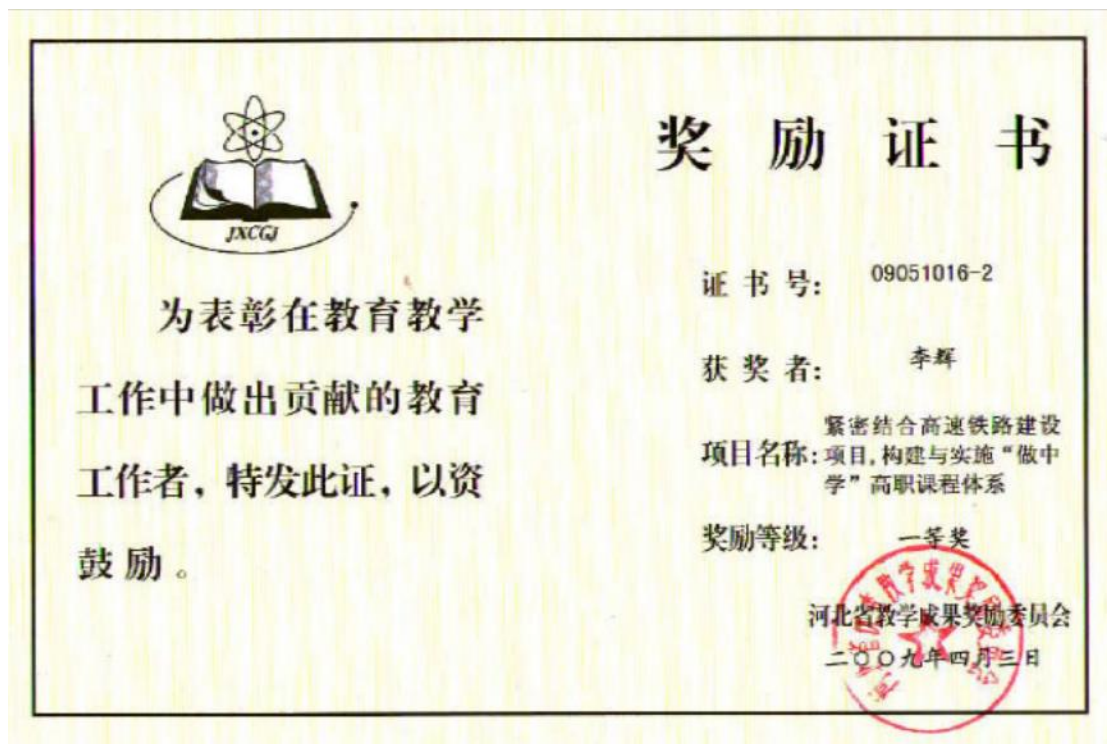 JXCGJ
为表彰在教育教学
工作中做出贡献的教育
工作者，特发此证，以资
鼓励。
奖励证书
证书号：09051016-2
获奖者：李辉
项目名称：紧密结合高速铁路建设
项目，构建与实施“做中
学”高职课程体系
奖励等级：一等奖
河北省教学成果奖励委员会
二〇〇九年四月三日